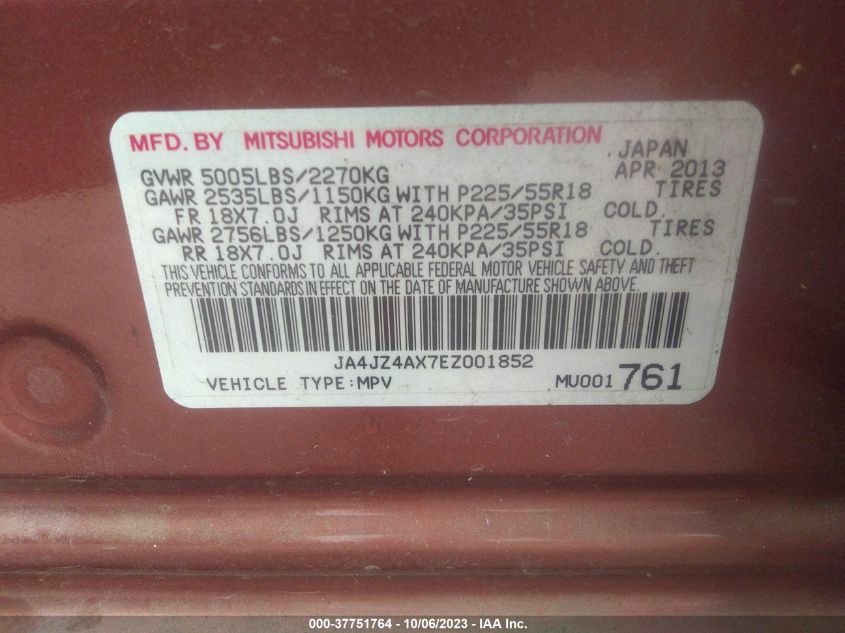 MFD. BY MITSUBISHI MOTORS CORPORATION
JAPAN
GVWR 5005LBS/2270KG APR 2013
GAWR 2535LBS/1150KG WITH P225/55R18 TIRES
FR 18X7.0J RIMS AT 240KPA/35PSI COLD.
GAWR 2756LBS/1250KG WITH P225/55R18 TIRES
RR 18X7.0J RIMS AT 240KPA/35PSI COLD.
THIS VEHICLE CONFORMS TO ALL APPLICABLE FEDERAL MOTOR VEHICLE SAFETY AND THEFT
PREVENTION STANDARDS IN EFFECT ON THE DATE OF MANUFACTURE SHOWN ABOVE.
JA4JZ4AX7EZ001852
VEHICLE TYPE:MPV MU001761
000-37751764 - 10/06/2023 - IAA Inc.